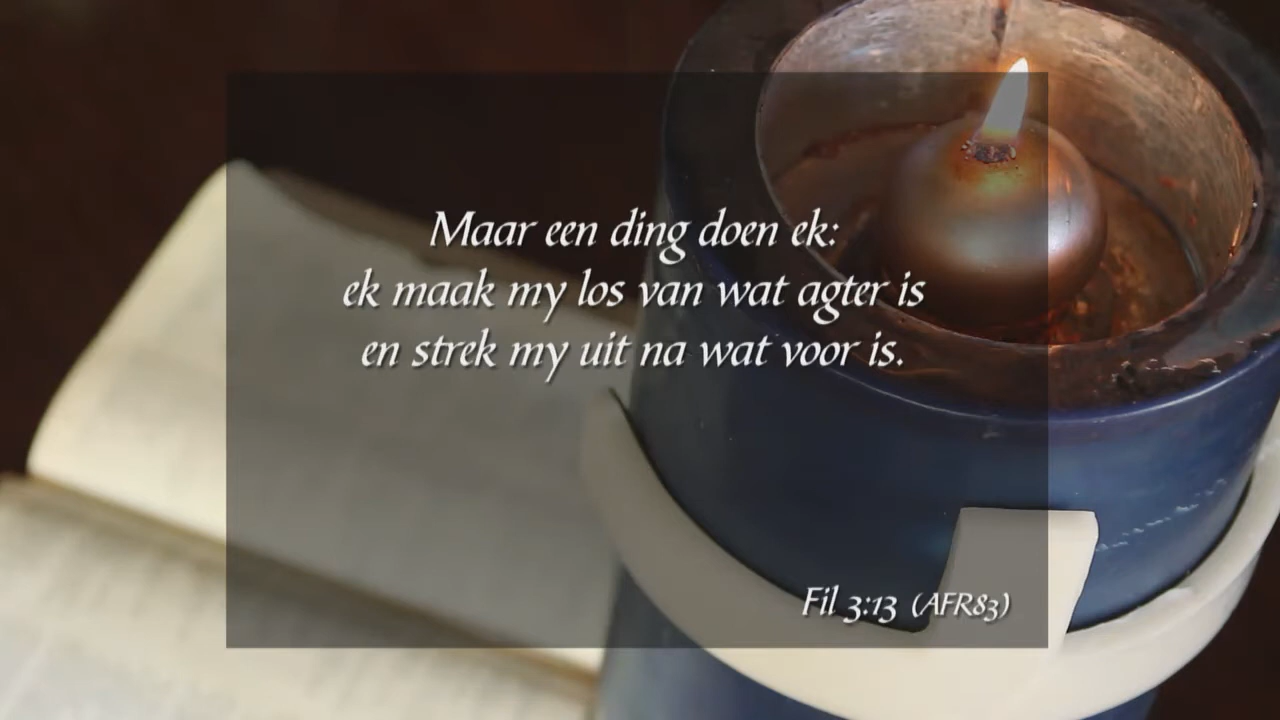 Maar een ding doen ek:
ek maak my los van wat agter is
en strek my uit na wat voor is.
Fil 3:13 (AFR83)